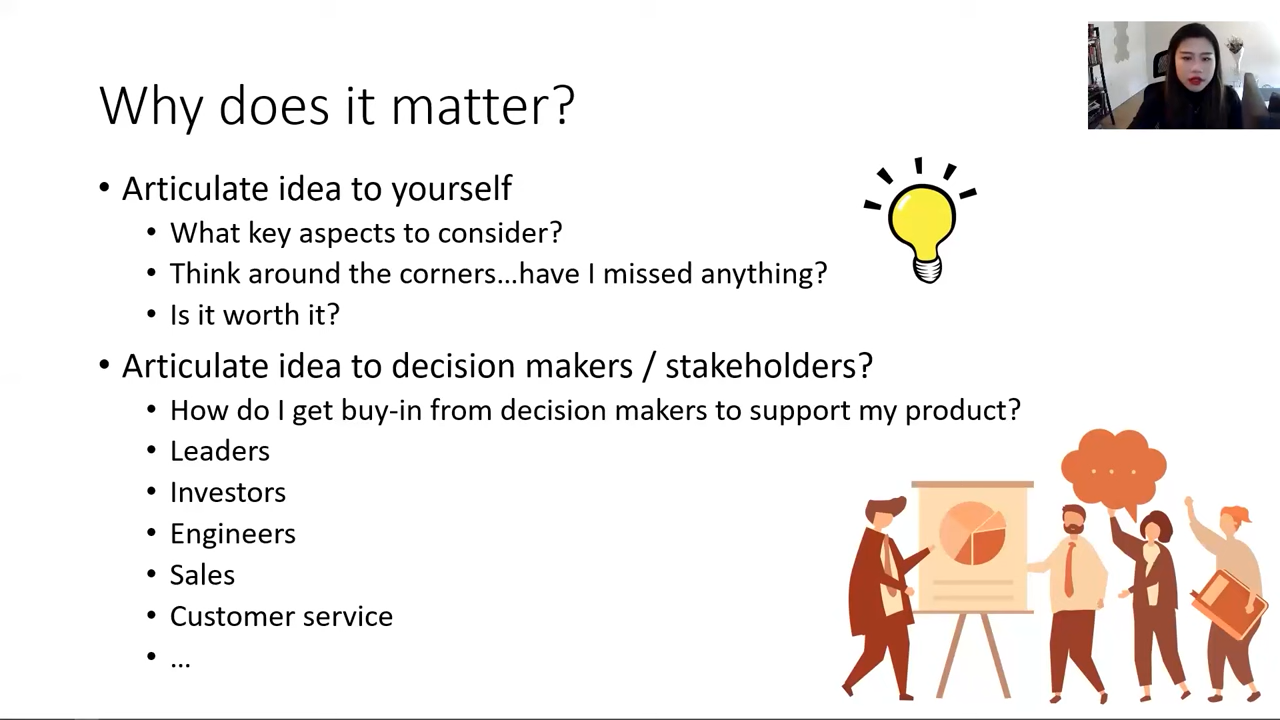 Why does it matter?
• Articulate idea to yourself
• What key aspects to consider?
• Think around the corners...have I missed anything?
• Is it worth it?
• Articulate idea to decision makers / stakeholders?
• How do I get buy-in from decision makers to support my product?
• Leaders
• Investors
• Engineers
• Sales
• Customer service
• ...